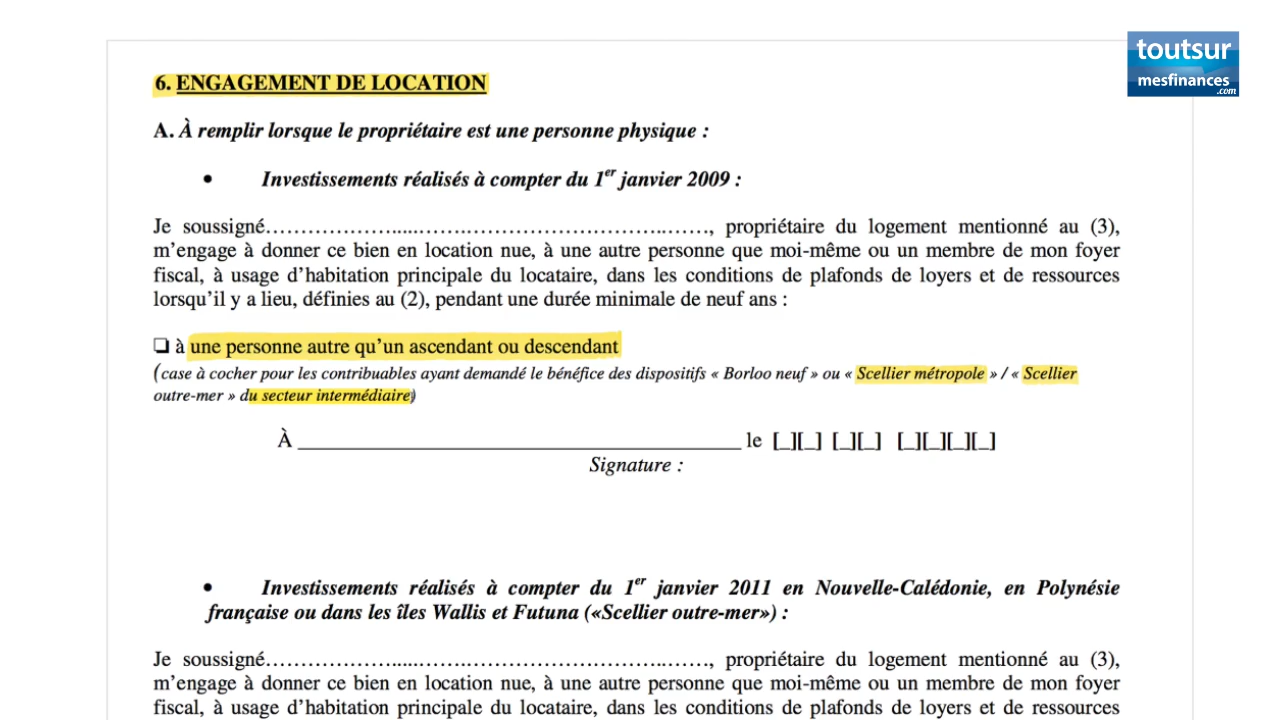 toutsur
mesfinances
.com
6. ENGAGEMENT DE LOCATION
A. À remplir lorsque le propriétaire est une personne physique :
• Investissements réalisés à compter du 1er janvier 2009 :
Je soussigné………………......…….……………………….……, propriétaire du logement mentionné au (3),
m’engage à donner ce bien en location nue, à une autre personne que moi-même ou un membre de mon foyer
fiscal, à usage d’habitation principale du locataire, dans les conditions de plafonds de loyers et de ressources
lorsqu’il y a lieu, définies au (2), pendant une durée minimale de neuf ans :
❏ à une personne autre qu’un ascendant ou descendant
(case à cocher pour les contribuables ayant demandé le bénéfice des dispositifs « Borloo neuf » ou « Scellier métropole » / « Scellier
outre-mer » du secteur intermédiaire)
À ________________________________________ le [_][_] [_][_] [_][_][_][_]
Signature :
• Investissements réalisés à compter du 1er janvier 2011 en Nouvelle-Calédonie, en Polynésie
française ou dans les îles Wallis et Futuna («Scellier outre-mer») :
Je soussigné………………......…….……………………….……, propriétaire du logement mentionné au (3),
m’engage à donner ce bien en location nue, à une autre personne que moi-même ou un membre de mon foyer
fiscal, à usage d’habitation principale du locataire, dans les conditions de plafonds de loyers et de ressources